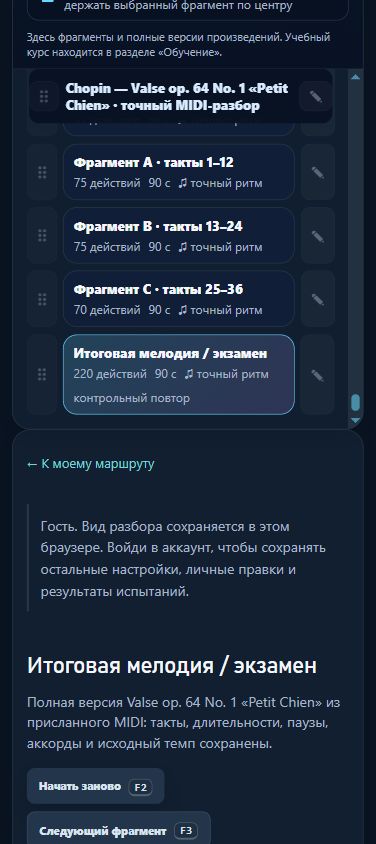 держать выбранный фрагмент по центру
Здесь фрагменты и полные версии произведений. Учебный
курс находится в разделе «Обучение».
Chopin — Valse op. 64 No. 1 «Petit
Chien» · точный MIDI-разбор
Фрагмент A · такты 1–12
75 действий 90 с ♫ точный ритм
Фрагмент B · такты 13–24
75 действий 90 с ♫ точный ритм
Фрагмент C · такты 25–36
70 действий 90 с ♫ точный ритм
Итоговая мелодия / экзамен
220 действий 90 с ♫ точный ритм
контрольный повтор
← К моему маршруту
Гость. Вид разбора сохраняется в этом
браузере. Войди в аккаунт, чтобы сохранять
остальные настройки, личные правки и
результаты испытаний.
Итоговая мелодия / экзамен
Полная версия Valse op. 64 No. 1 «Petit Chien» из
присланного MIDI: такты, длительности, паузы,
аккорды и исходный темп сохранены.
Начать заново F2
Следующий фрагмент F3